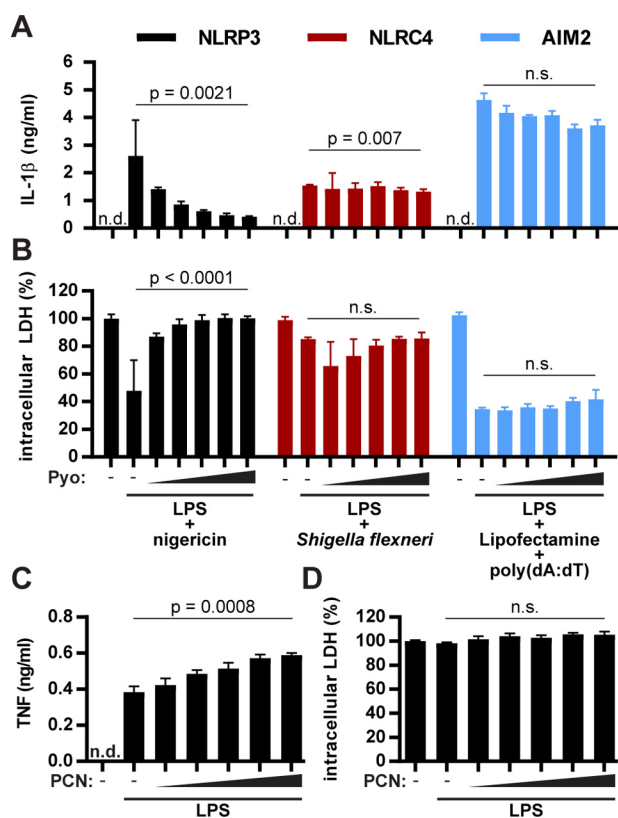 A
NLRP3 NLRC4 AIM2
IL-1β (ng/ml)
6
5
4
3
2
1
0
p = 0.0021
p = 0.007
n.s.
n.d. n.d. n.d.
B
intracellular LDH (%)
120
100
80
60
40
20
0
p < 0.0001
n.s.
n.s.
Pyo: - - - - - -
LPS
+
nigericin
LPS
+
Shigella flexneri
LPS
+
Lipofectamine
+
poly(dA:dT)
C
TNF (ng/ml)
0.8
0.6
0.4
0.2
0.0
p = 0.0008
n.d.
PCN: - -
LPS
D
intracellular LDH (%)
120
100
80
60
40
20
0
n.s.
PCN: - -
LPS